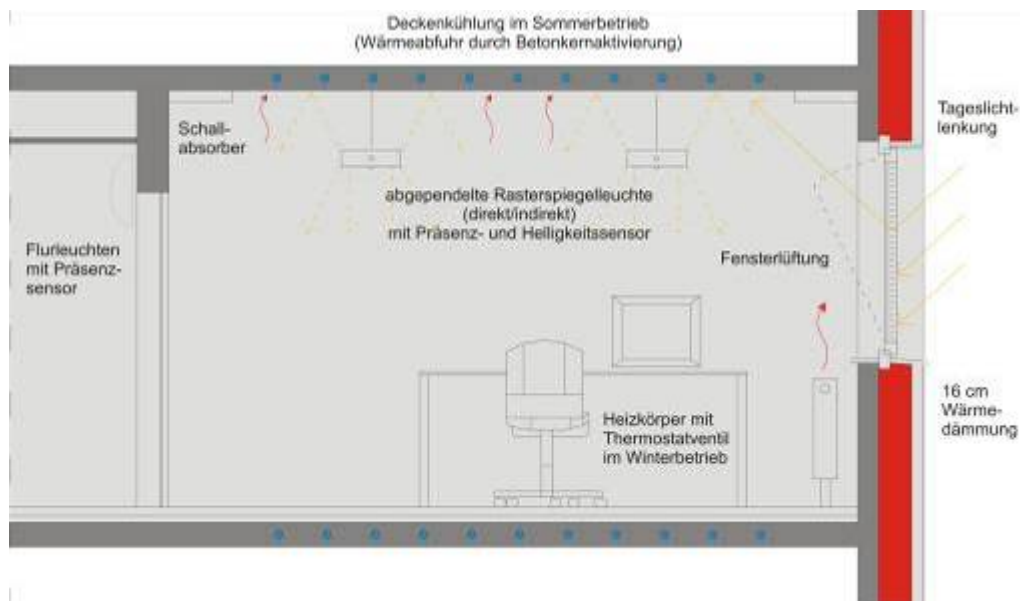 Deckenkühlung im Sommerbetrieb
(Wärmeabfuhr durch Betonkernaktivierung)
Schall-
absorber
Tageslicht-
lenkung
abgependelte Rasterspiegelleuchte
(direkt/indirekt)
mit Präsenz- und Helligkeitssensor
Flurleuchten
mit Präsenz-
sensor
Fensterlüftung
16 cm
Wärme-
dämmung
Heizkörper mit
Thermostatventil
im Winterbetrieb